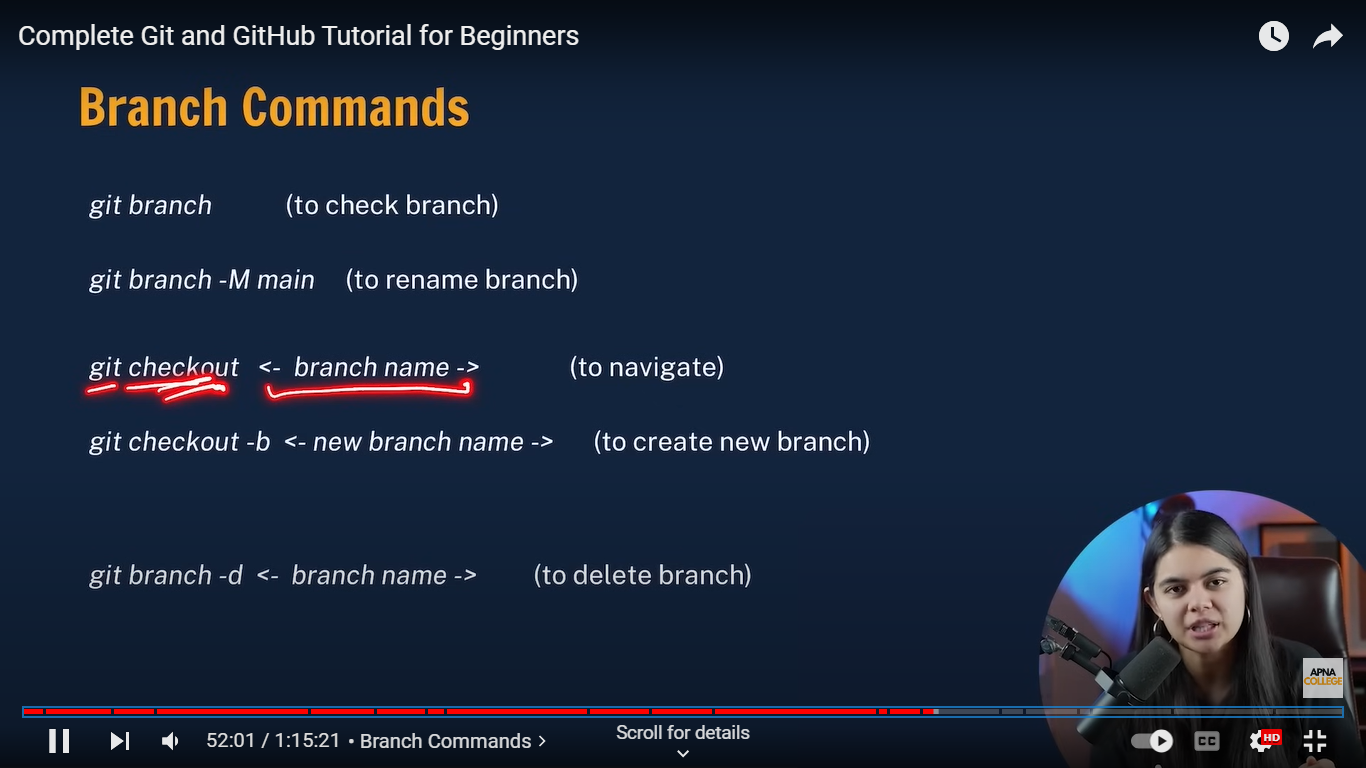 Complete Git and GitHub Tutorial for Beginners
Branch Commands
git branch (to check branch)
git branch -M main (to rename branch)
git checkout <- branch name -> (to navigate)
git checkout -b <- new branch name -> (to create new branch)
git branch -d <- branch name -> (to delete branch)
APNA
COLLEGE
52:01 / 1:15:21 • Branch Commands >
Scroll for details
CC
HD